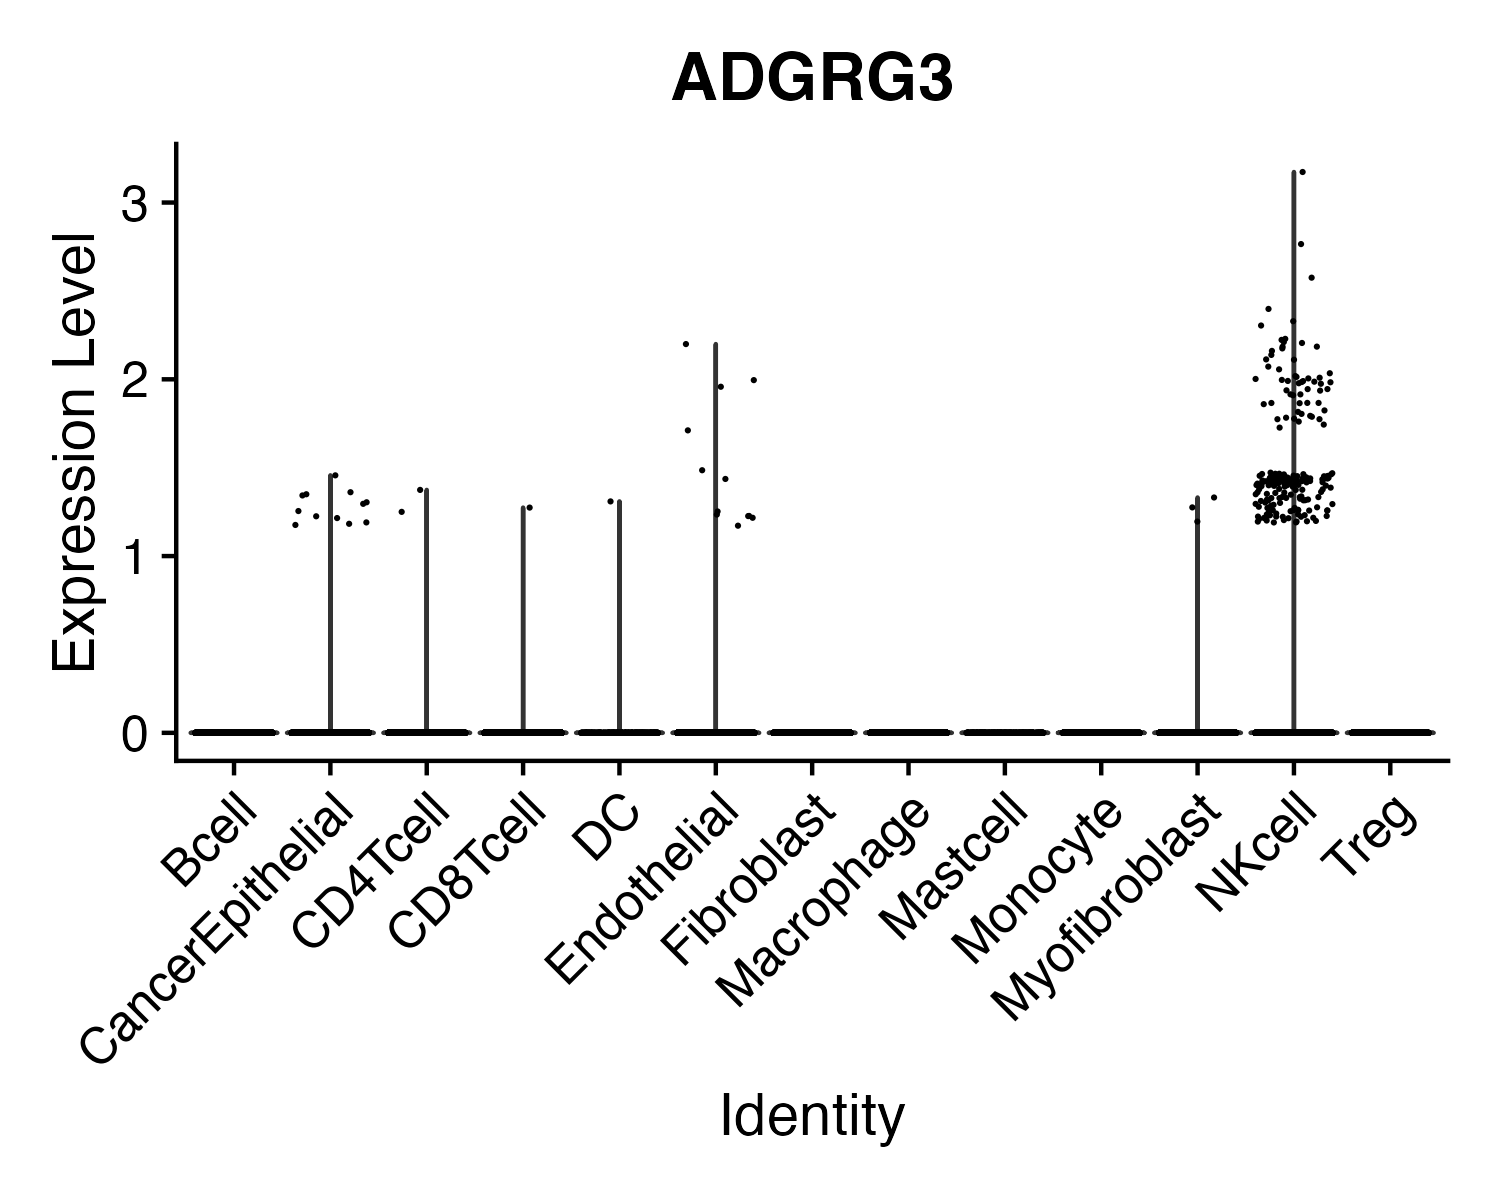 ADGRG3
Expression Level
3
2
1
0
Bcell
CancerEpithelial
CD4Tcell
CD8Tcell
DC
Endothelial
Fibroblast
Macrophage
Mastcell
Monocyte
Myofibroblast
NKcell
Treg
Identity